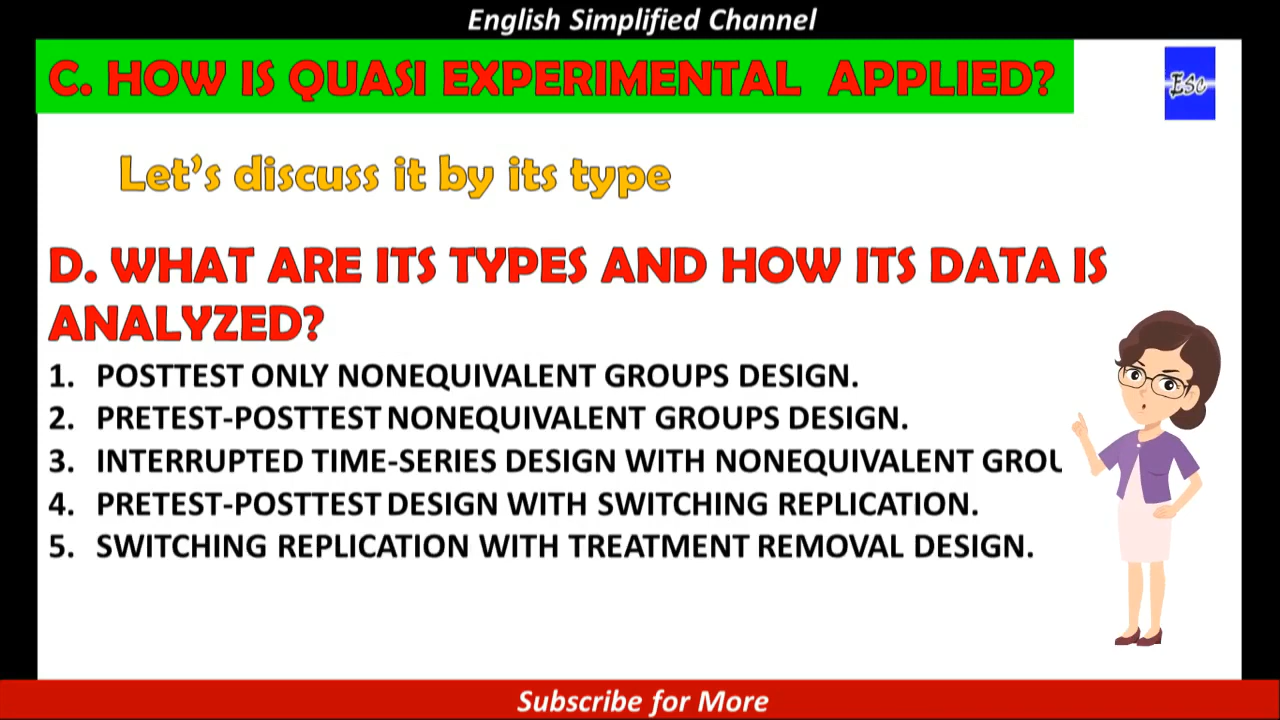 English Simplified Channel
C. HOW IS QUASI EXPERIMENTAL APPLIED?
ESC
Let's discuss it by its type
D. WHAT ARE ITS TYPES AND HOW ITS DATA IS
ANALYZED?
1. POSTTEST ONLY NONEQUIVALENT GROUPS DESIGN.
2. PRETEST-POSTTEST NONEQUIVALENT GROUPS DESIGN.
3. INTERRUPTED TIME-SERIES DESIGN WITH NONEQUIVALENT GROU
4. PRETEST-POSTTEST DESIGN WITH SWITCHING REPLICATION.
5. SWITCHING REPLICATION WITH TREATMENT REMOVAL DESIGN.
Subscribe for More